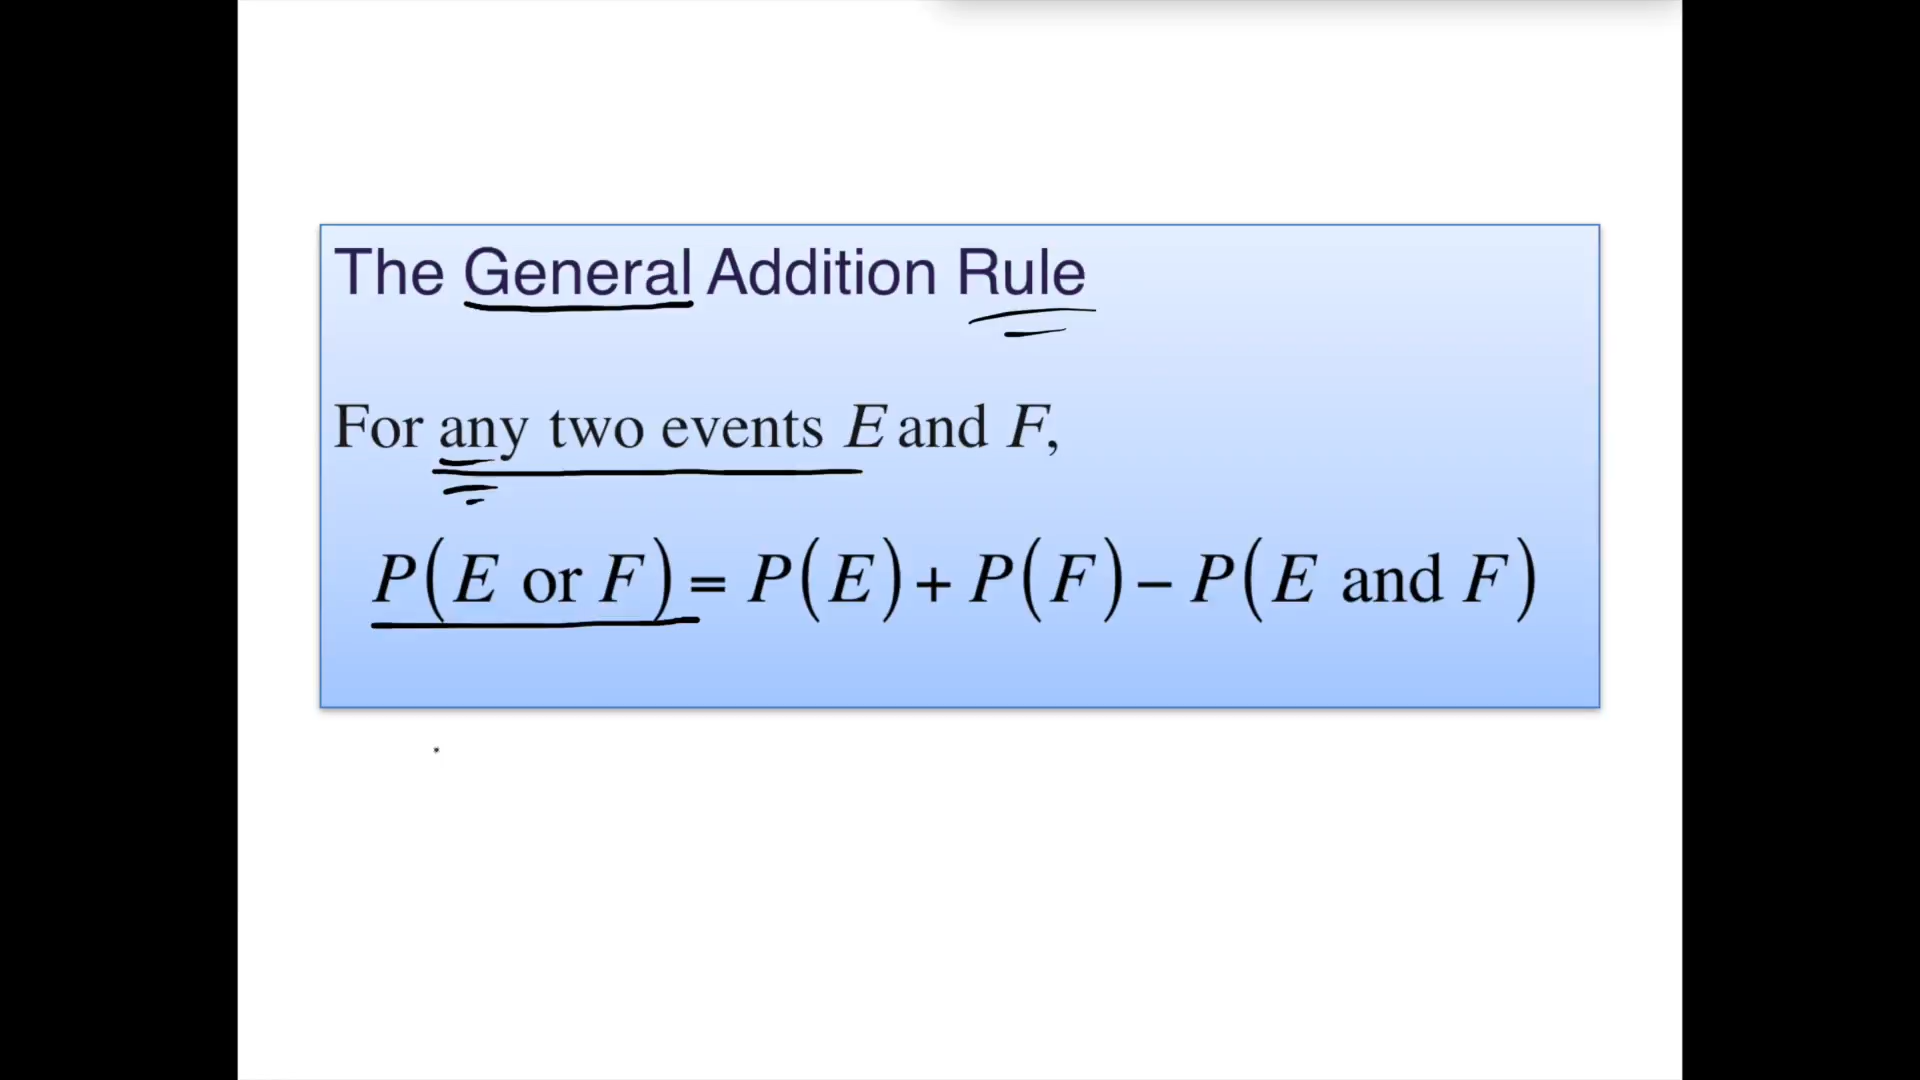 The General Addition Rule
For any two events E and F,
P(E or F) = P(E) + P(F) − P(E and F)